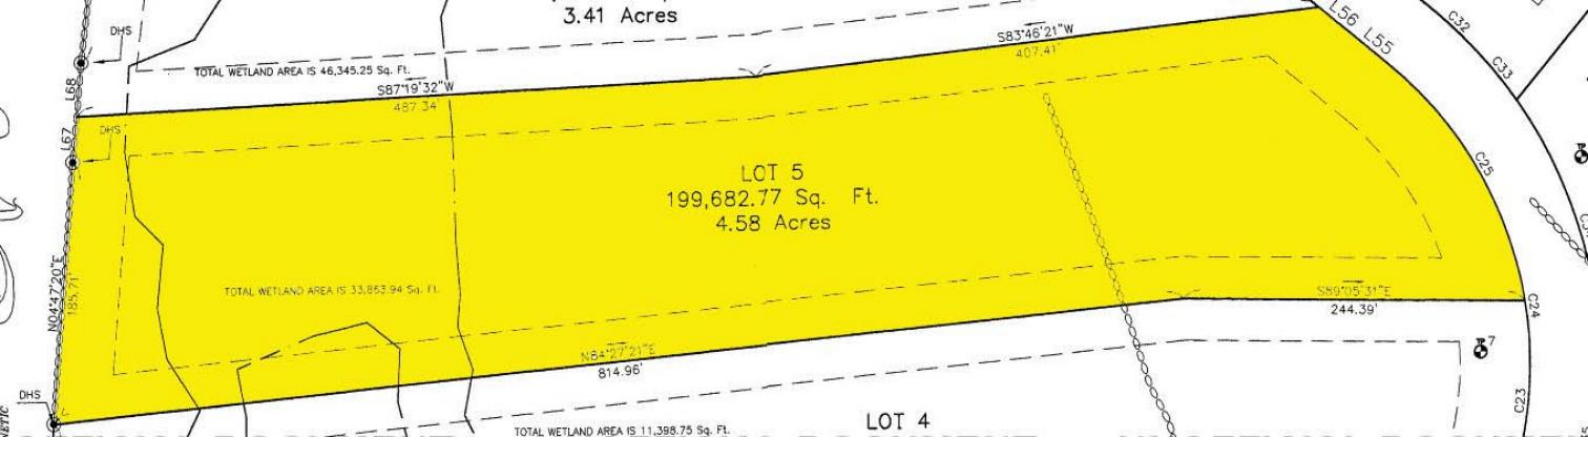 3.41 Acres
DHS
TOTAL WETLAND AREA IS 46,345.25 Sq. Ft.
S87°19'32"W
487.34'
S83°46'21"W
407.41'
L56
L55
C32
C33
L68
L67
DHS
LOT 5
199,682.77 Sq. Ft.
4.58 Acres
C25
N04°47'20"E
185.71'
TOTAL WETLAND AREA IS 33,853.94 Sq. Ft.
S89°05'31"E
244.39'
C24
N84°27'21"E
814.96'
7
DHS
C23
LOT 4
TOTAL WETLAND AREA IS 11,398.75 Sq. Ft.